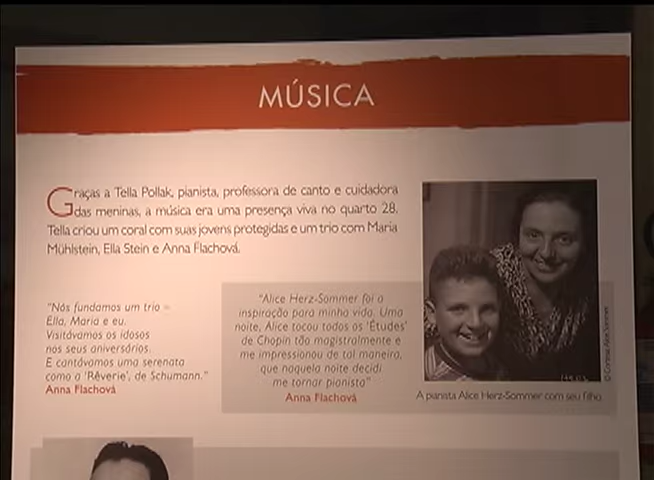 MÚSICA
Graças a Tella Pollak, pianista, professora de canto e cuidadora
das meninas, a música era uma presença viva no quarto 28.
Tella criou um coral com suas jovens protegidas e um trio com Maria
Mühlstein, Ella Stein e Anna Flachová.
"Nós fundamos um trio –
Ella, Maria e eu.
Visitávamos os idosos
nos seus aniversários.
E cantávamos uma serenata
como a 'Rêverie', de Schumann."
Anna Flachová
"Alice Herz-Sommer foi a
inspiração para minha vida. Uma
noite, Alice tocou todos os 'Études'
de Chopin tão magistralmente e
me impressionou de tal maneira,
que naquela noite decidi
me tornar pianista"
Anna Flachová
© Cortesia Alice Sommer
A pianista Alice Herz-Sommer com seu filho.